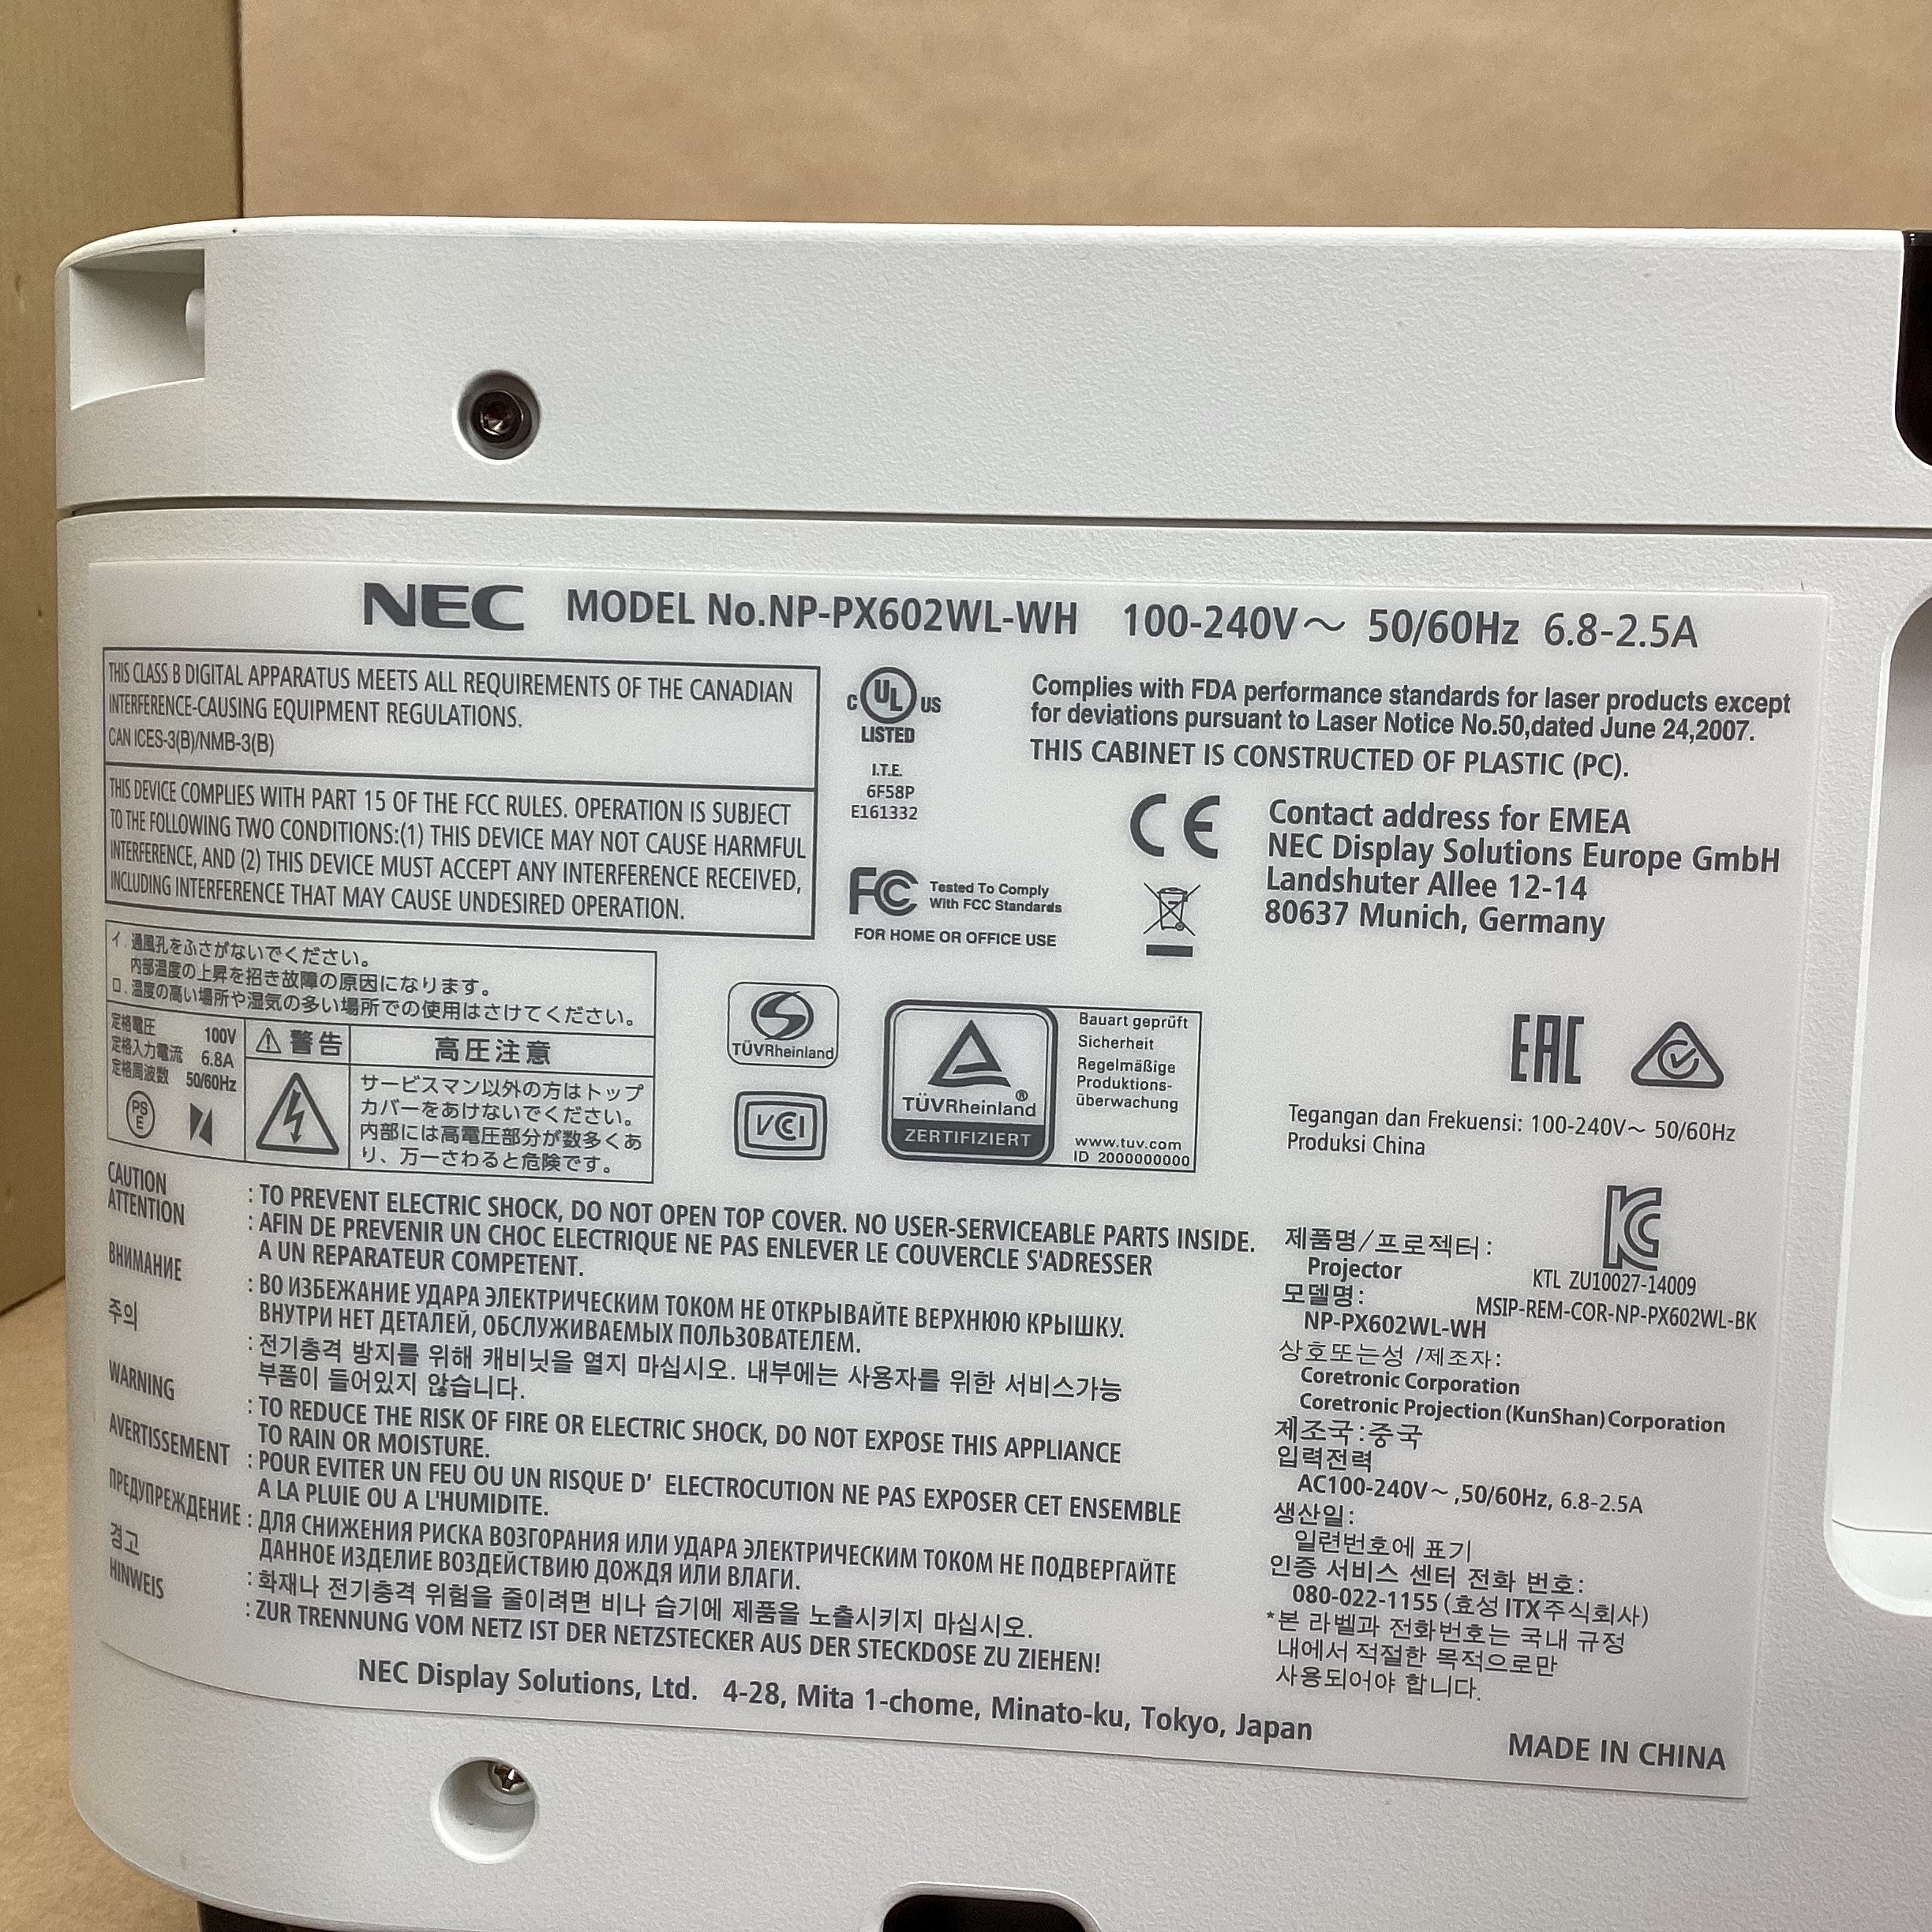 NEC MODEL No.NP-PX602WL-WH 100-240V～ 50/60Hz 6.8-2.5A
THIS CLASS B DIGITAL APPARATUS MEETS ALL REQUIREMENTS OF THE CANADIAN
INTERFERENCE-CAUSING EQUIPMENT REGULATIONS.
CAN ICES-3(B)/NMB-3(B)
THIS DEVICE COMPLIES WITH PART 15 OF THE FCC RULES. OPERATION IS SUBJECT
TO THE FOLLOWING TWO CONDITIONS:(1) THIS DEVICE MAY NOT CAUSE HARMFUL
INTERFERENCE, AND (2) THIS DEVICE MUST ACCEPT ANY INTERFERENCE RECEIVED,
INCLUDING INTERFERENCE THAT MAY CAUSE UNDESIRED OPERATION.
C UL US
LISTED
I.T.E.
6F58P
E161332
FC Tested To Comply
With FCC Standards
FOR HOME OR OFFICE USE
Complies with FDA performance standards for laser products except
for deviations pursuant to Laser Notice No.50,dated June 24,2007.
THIS CABINET IS CONSTRUCTED OF PLASTIC (PC).
CE
Contact address for EMEA
NEC Display Solutions Europe GmbH
Landshuter Allee 12-14
80637 Munich, Germany
イ．通風孔をふさがないでください。
内部温度の上昇を招き故障の原因になります。
ロ．温度の高い場所や湿気の多い場所での使用はさけてください。
定格電圧 100V
定格入力電流 6.8A
定格周波数 50/60Hz
PS
E
警告
高圧注意
サービスマン以外の方はトップ
カバーをあけないでください。
内部には高電圧部分が数多くあ
り、万一さわると危険です。
TÜVRheinland
VCI
TÜVRheinland®
ZERTIFIZIERT
Bauart geprüft
Sicherheit
Regelmäßige
Produktions-
überwachung
www.tuv.com
ID 2000000000
EAC
Tegangan dan Frekuensi: 100-240V～ 50/60Hz
Produksi China
CAUTION : TO PREVENT ELECTRIC SHOCK, DO NOT OPEN TOP COVER. NO USER-SERVICEABLE PARTS INSIDE.
ATTENTION : AFIN DE PREVENIR UN CHOC ELECTRIQUE NE PAS ENLEVER LE COUVERCLE S'ADRESSER
A UN REPARATEUR COMPETENT.
ВНИМАНИЕ : ВО ИЗБЕЖАНИЕ УДАРА ЭЛЕКТРИЧЕСКИМ ТОКОМ НЕ ОТКРЫВАЙТЕ ВЕРХНЮЮ КРЫШКУ.
ВНУТРИ НЕТ ДЕТАЛЕЙ, ОБСЛУЖИВАЕМЫХ ПОЛЬЗОВАТЕЛЕМ.
주의 : 전기충격 방지를 위해 캐비닛을 열지 마십시오. 내부에는 사용자를 위한 서비스가능
부품이 들어있지 않습니다.
WARNING : TO REDUCE THE RISK OF FIRE OR ELECTRIC SHOCK, DO NOT EXPOSE THIS APPLIANCE
TO RAIN OR MOISTURE.
AVERTISSEMENT : POUR EVITER UN FEU OU UN RISQUE D' ELECTROCUTION NE PAS EXPOSER CET ENSEMBLE
A LA PLUIE OU A L'HUMIDITE.
ПРЕДУПРЕЖДЕНИЕ : ДЛЯ СНИЖЕНИЯ РИСКА ВОЗГОРАНИЯ ИЛИ УДАРА ЭЛЕКТРИЧЕСКИМ ТОКОМ НЕ ПОДВЕРГАЙТЕ
ДАННОЕ ИЗДЕЛИЕ ВОЗДЕЙСТВИЮ ДОЖДЯ ИЛИ ВЛАГИ.
경고 : 화재나 전기충격 위험을 줄이려면 비나 습기에 제품을 노출시키지 마십시오.
HINWEIS : ZUR TRENNUNG VOM NETZ IST DER NETZSTECKER AUS DER STECKDOSE ZU ZIEHEN!
KC
KTL ZU10027-14009
MSIP-REM-COR-NP-PX602WL-BK
제품명/프로젝터:
Projector
모델명:
NP-PX602WL-WH
상호또는성 /제조자:
Coretronic Corporation
Coretronic Projection (KunShan) Corporation
제조국:중국
입력전력
AC100-240V～ ,50/60Hz, 6.8-2.5A
생산일:
일련번호에 표기
인증 서비스 센터 전화 번호:
080-022-1155 (효성 ITX주식회사)
*본 라벨과 전화번호는 국내 규정
내에서 적절한 목적으로만
사용되어야 합니다.
NEC Display Solutions, Ltd. 4-28, Mita 1-chome, Minato-ku, Tokyo, Japan
MADE IN CHINA